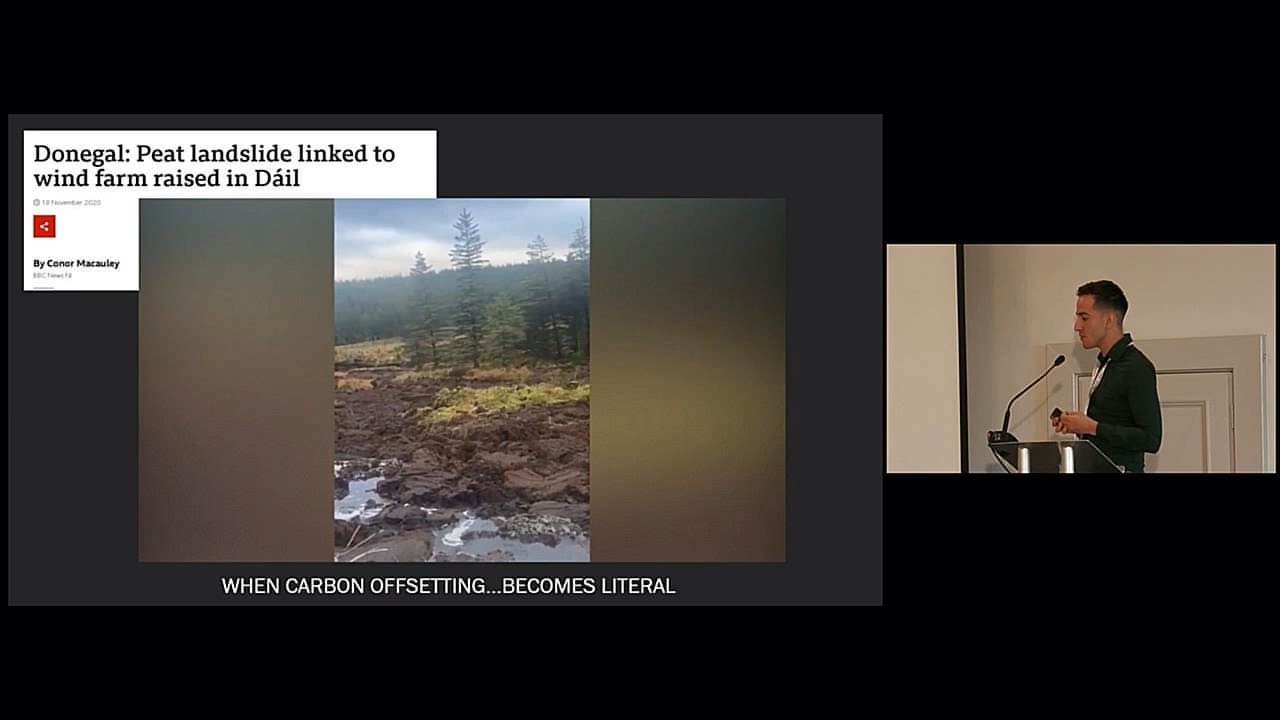 Donegal: Peat landslide linked to
wind farm raised in Dáil
18 November 2020
By Conor Macauley
BBC News NI
WHEN CARBON OFFSETTING...BECOMES LITERAL